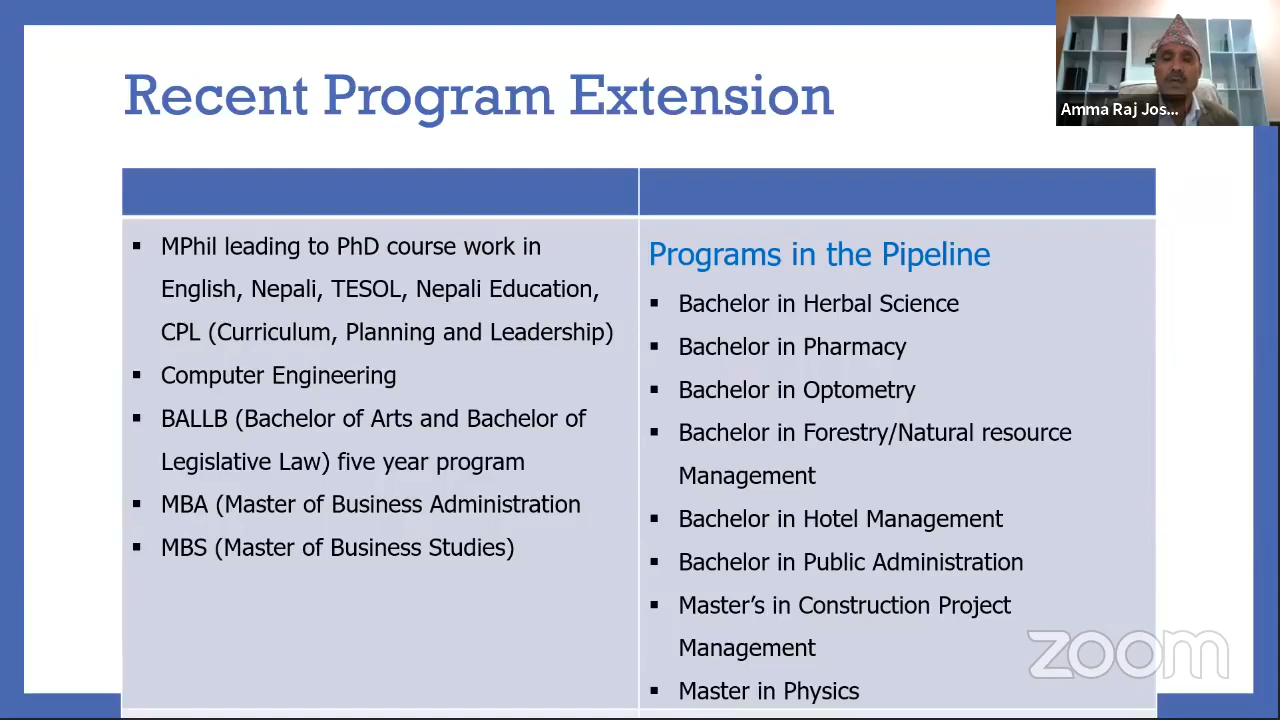 Recent Program Extension
Amma Raj Jos...
▪ MPhil leading to PhD course work in
English, Nepali, TESOL, Nepali Education,
CPL (Curriculum, Planning and Leadership)
▪ Computer Engineering
▪ BALLB (Bachelor of Arts and Bachelor of
Legislative Law) five year program
▪ MBA (Master of Business Administration
▪ MBS (Master of Business Studies)
Programs in the Pipeline
▪ Bachelor in Herbal Science
▪ Bachelor in Pharmacy
▪ Bachelor in Optometry
▪ Bachelor in Forestry/Natural resource
Management
▪ Bachelor in Hotel Management
▪ Bachelor in Public Administration
▪ Master’s in Construction Project
Management
▪ Master in Physics
zoom